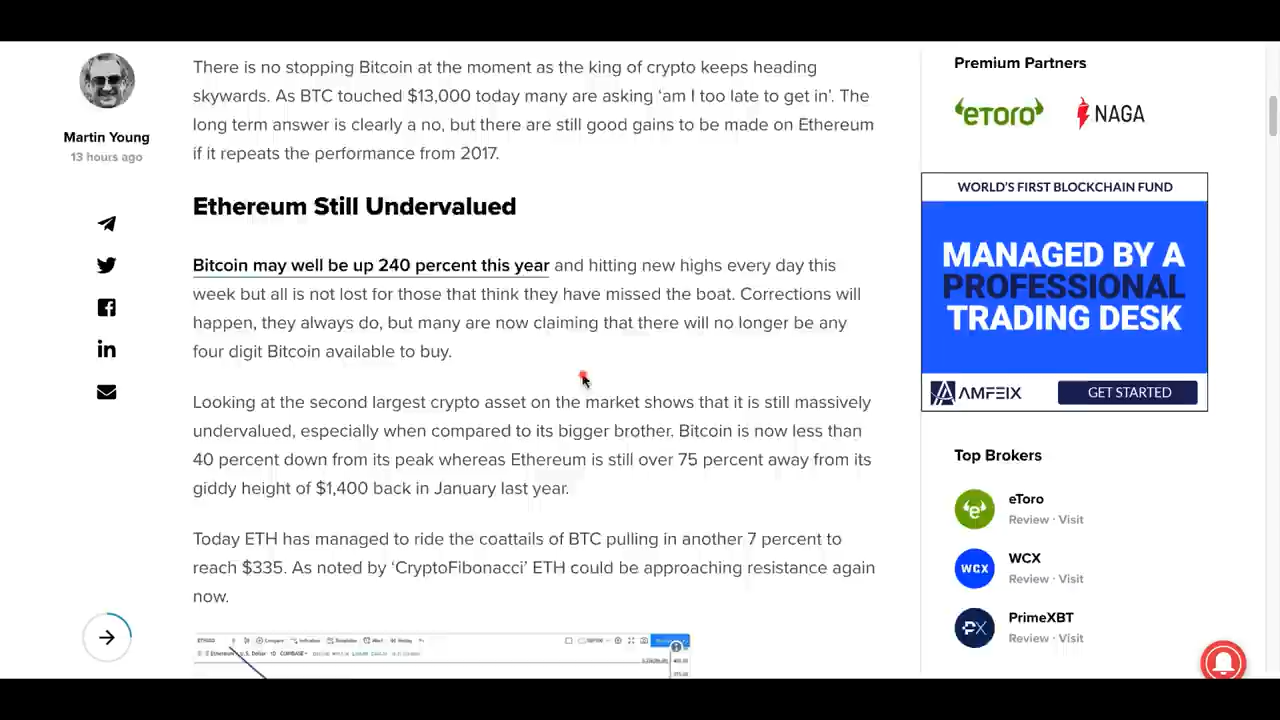 There is no stopping Bitcoin at the moment as the king of crypto keeps heading
skywards. As BTC touched $13,000 today many are asking ‘am I too late to get in’. The
long term answer is clearly a no, but there are still good gains to be made on Ethereum
if it repeats the performance from 2017.
Martin Young
13 hours ago
Ethereum Still Undervalued
Bitcoin may well be up 240 percent this year and hitting new highs every day this
week but all is not lost for those that think they have missed the boat. Corrections will
happen, they always do, but many are now claiming that there will no longer be any
four digit Bitcoin available to buy.
Looking at the second largest crypto asset on the market shows that it is still massively
undervalued, especially when compared to its bigger brother. Bitcoin is now less than
40 percent down from its peak whereas Ethereum is still over 75 percent away from its
giddy height of $1,400 back in January last year.
Today ETH has managed to ride the coattails of BTC pulling in another 7 percent to
reach $335. As noted by ‘CryptoFibonacci’ ETH could be approaching resistance again
now.
Premium Partners
eToro NAGA
WORLD'S FIRST BLOCKCHAIN FUND
MANAGED BY A
PROFESSIONAL
TRADING DESK
AMFEIX GET STARTED
Top Brokers
eToro
Review · Visit
WCX
WCX
Review · Visit
PX
PrimeXBT
Review · Visit